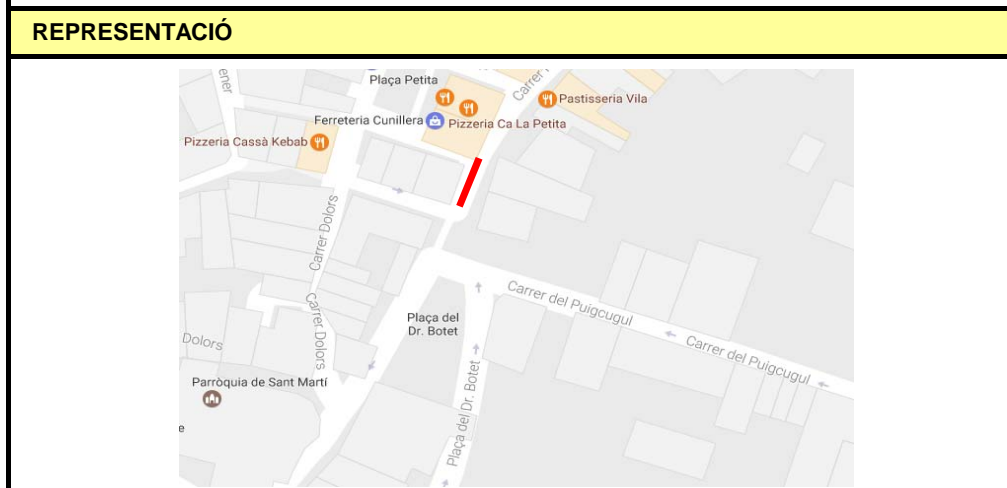 REPRESENTACIÓ
Plaça Petita
Carrer
Pastisseria Vila
Ferreteria Cunillera
Pizzeria Ca La Petita
Pizzeria Cassà Kebab
Carrer Dolors
Carrer del Puigcugul
Carrer Dolors
Plaça del
Dr. Botet
Dolors
Carrer del Puigcugul
Parròquia de Sant Martí
Plaça del Dr. Botet